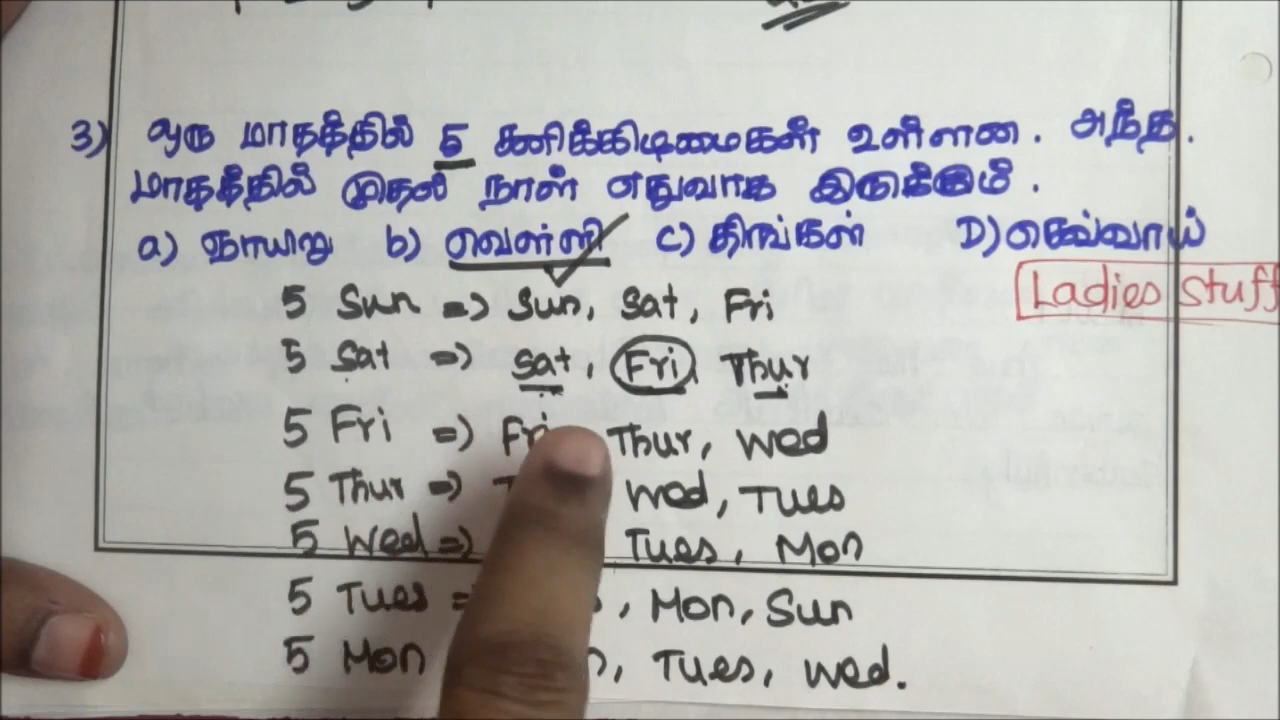 3) ஒரு மாதத்தில் 5 சனிக்கிழமைகள் உள்ளன. அந்த.
மாதத்தில் முதல் நாள் எதுவாக இருக்கும்.
a) ஞாயிறு b) வெள்ளி c) திங்கள் D) செவ்வாய்
Ladies Stuff
5 Sun => Sun, Sat, Fri
5 Sat => Sat, Fri, Thur
5 Fri => Fri Thur, Wed
5 Thur => Wed, Tues
5 Wed => Tues, Mon
5 Tues = , Mon, Sun
5 Mon , Tues, Wed.